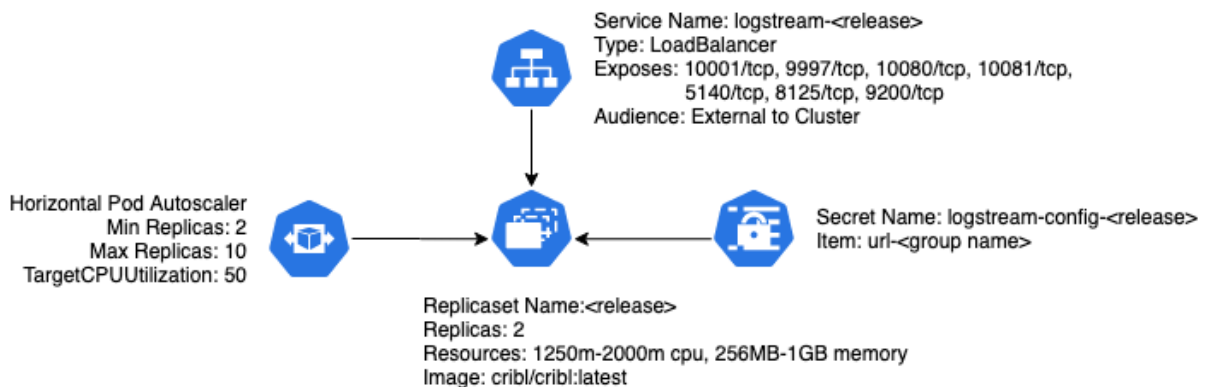 Service Name: logstream-<release>
Type: LoadBalancer
Exposes: 10001/tcp, 9997/tcp, 10080/tcp, 10081/tcp,
5140/tcp, 8125/tcp, 9200/tcp
Audience: External to Cluster
Horizontal Pod Autoscaler
Min Replicas: 2
Max Replicas: 10
TargetCPUUtilization: 50
Secret Name: logstream-config-<release>
Item: url-<group name>
Replicaset Name:<release>
Replicas: 2
Resources: 1250m-2000m cpu, 256MB-1GB memory
Image: cribl/cribl:latest